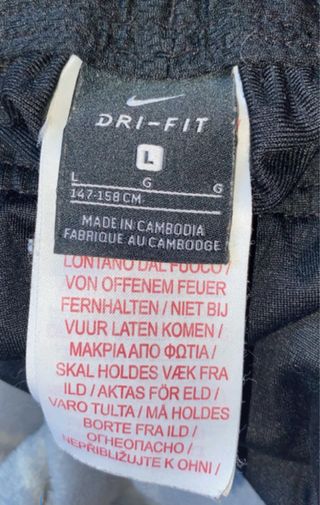 DRI-FIT
L
L G G
147-158 CM
MADE IN CAMBODIA
FABRIQUE AU CAMBODGE
LONTANO DAL FUOCO /
VON OFFENEM FEUER
FERNHALTEN / NIET BIJ
VUUR LATEN KOMEN /
ΜΑΚΡΙΑ ΑΠΟ ΦΩΤΙΑ /
SKAL HOLDES VÆK FRA
ILD / AKTAS FÖR ELD /
VARO TULTA / MÅ HOLDES
BORTE FRA ILD /
ОГНЕОПАСНО /
NEPŘIBLIŽUJTE K OHNI /